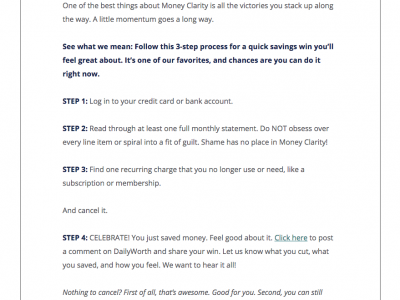 One of the best things about Money Clarity is all the victories you stack up along
the way. A little momentum goes a long way.
See what we mean: Follow this 3-step process for a quick savings win you'll
feel great about. It's one of our favorites, and chances are you can do it
right now.
STEP 1: Log in to your credit card or bank account.
STEP 2: Read through at least one full monthly statement. Do NOT obsess over
every line item or spiral into a fit of guilt. Shame has no place in Money Clarity!
STEP 3: Find one recurring charge that you no longer use or need, like a
subscription or membership.
And cancel it.
STEP 4: CELEBRATE! You just saved money. Feel good about it. Click here to post
a comment on DailyWorth and share your win. Let us know what you cut, what
you saved, and how you feel. We want to hear it all!
Nothing to cancel? First of all, that's awesome. Good for you. Second, you can still